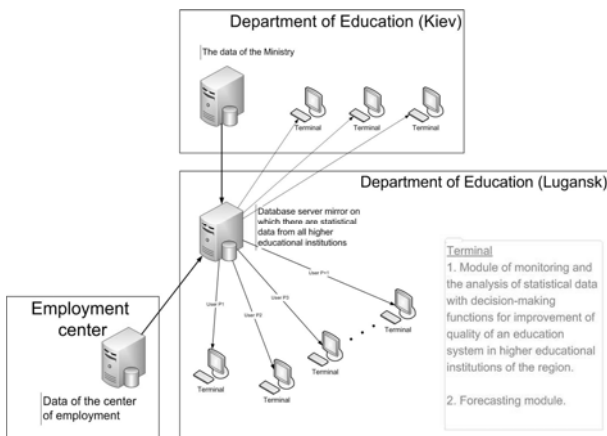 Department of Education (Kiev)
The data of the Ministry
Terminal
Terminal
Terminal
Department of Education (Lugansk)
Database server mirror on
which there are statistical
data from all higher
educational institutions
User P1
User P2
User P3
User P+1
Terminal
Terminal
Terminal
Terminal
Employment
center
Data of the center
of employment
Terminal
1. Module of monitoring and
the analysis of statistical data
with decision-making
functions for improvement of
quality of an education
system in higher educational
institutions of the region.
2. Forecasting module.